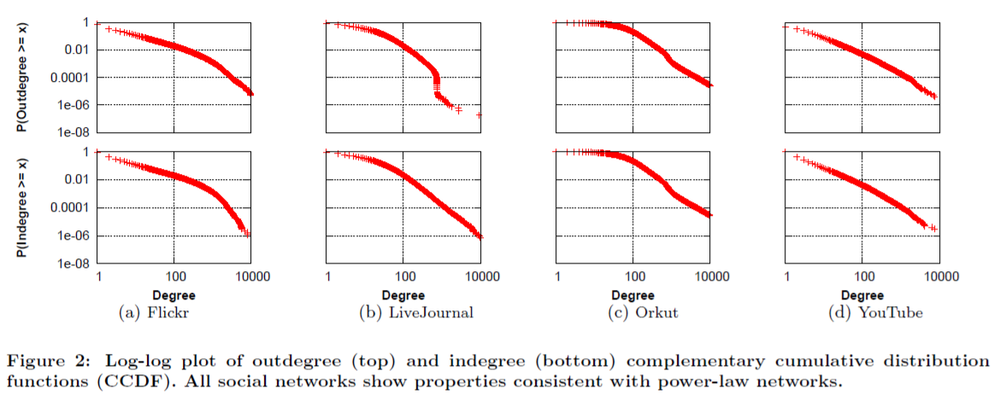 P(Outdegree >= x)
1
0.01
0.0001
1e-06
1e-08
P(Indegree >= x)
1
0.01
0.0001
1e-06
1e-08
1 100 10000
1 100 10000
1 100 10000
1 100 10000
Degree
Degree
Degree
Degree
(a) Flickr
(b) LiveJournal
(c) Orkut
(d) YouTube
Figure 2: Log-log plot of outdegree (top) and indegree (bottom) complementary cumulative distribution
functions (CCDF). All social networks show properties consistent with power-law networks.